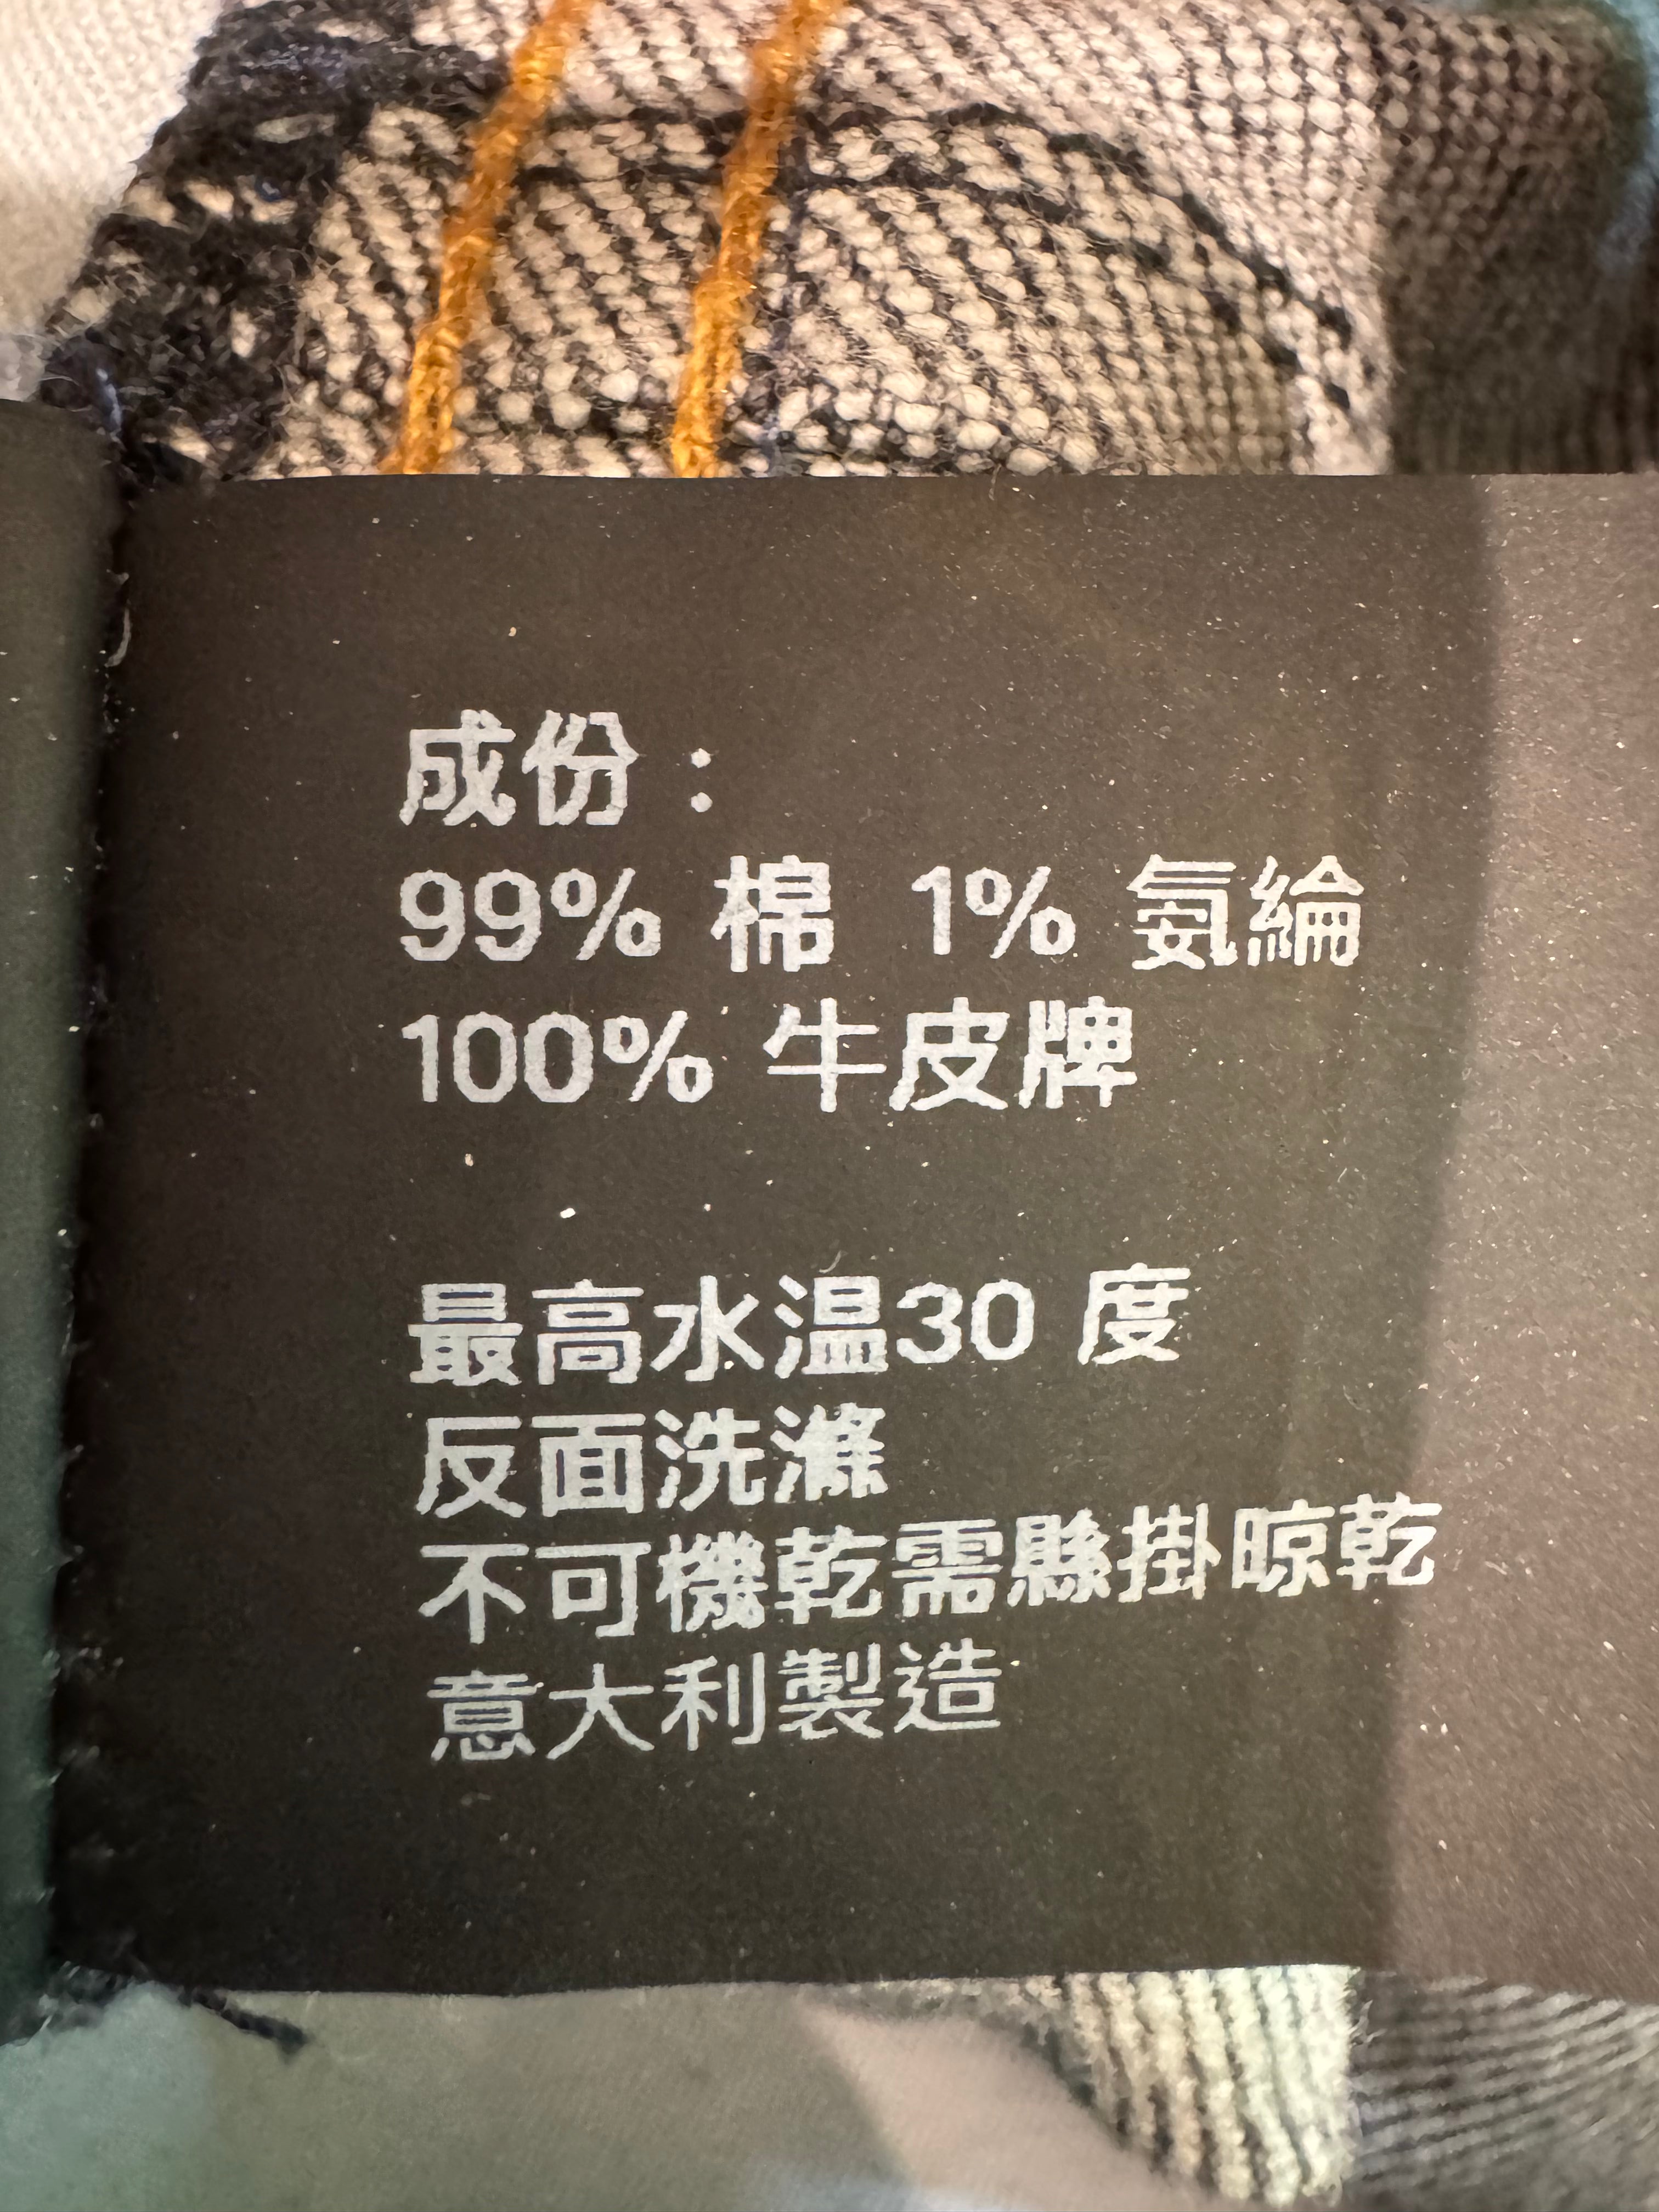 成份：
99% 棉 1% 氨綸
100% 牛皮牌
最高水溫30 度
反面洗滌
不可機乾需縣掛晾乾
意大利製造